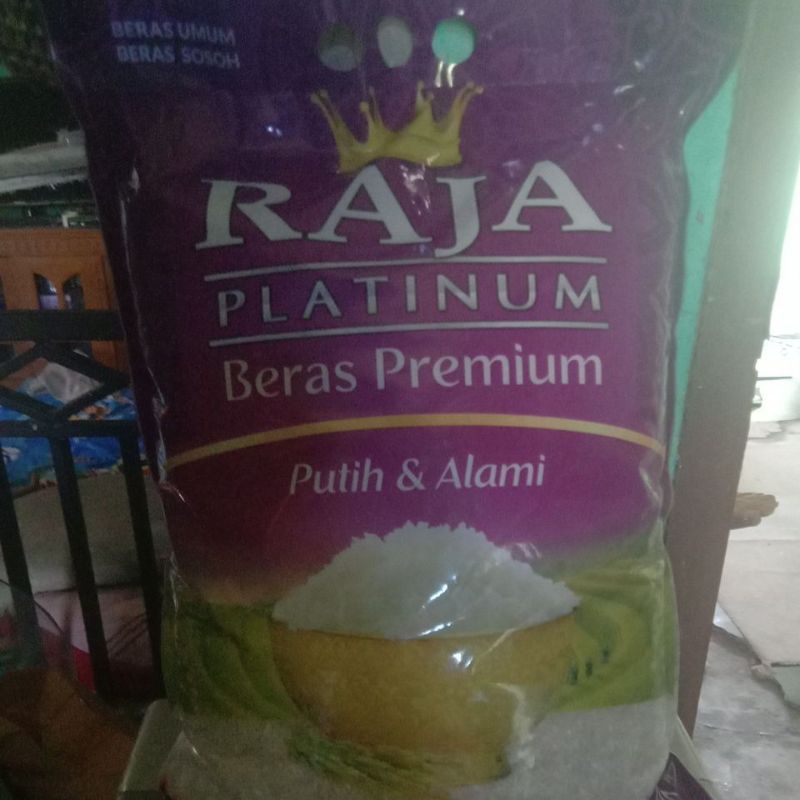 BERAS UMUM
BERAS SOSOH
RAJA
PLATINUM
Beras Premium
Putih & Alami